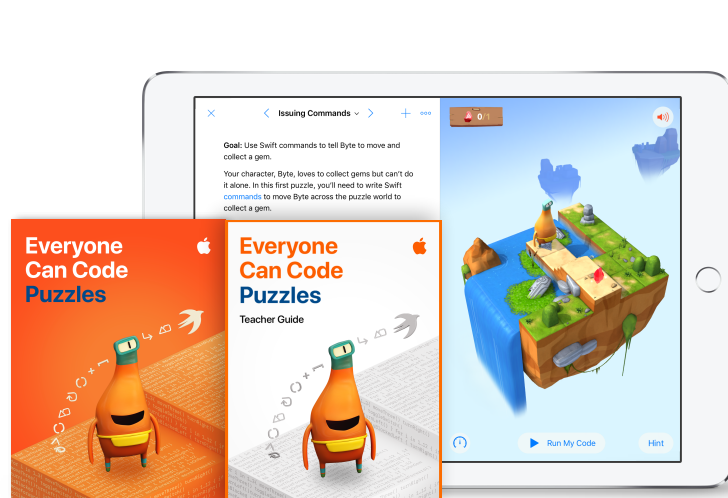 Issuing Commands
0/1
Goal: Use Swift commands to tell Byte to move and
collect a gem.
Your character, Byte, loves to collect gems but can't do
it alone. In this first puzzle, you'll need to write Swift
commands to move Byte across the puzzle world to
collect a gem.
Everyone
Can Code
Puzzles
Everyone
Can Code
Puzzles
Teacher Guide
Run My Code
Hint